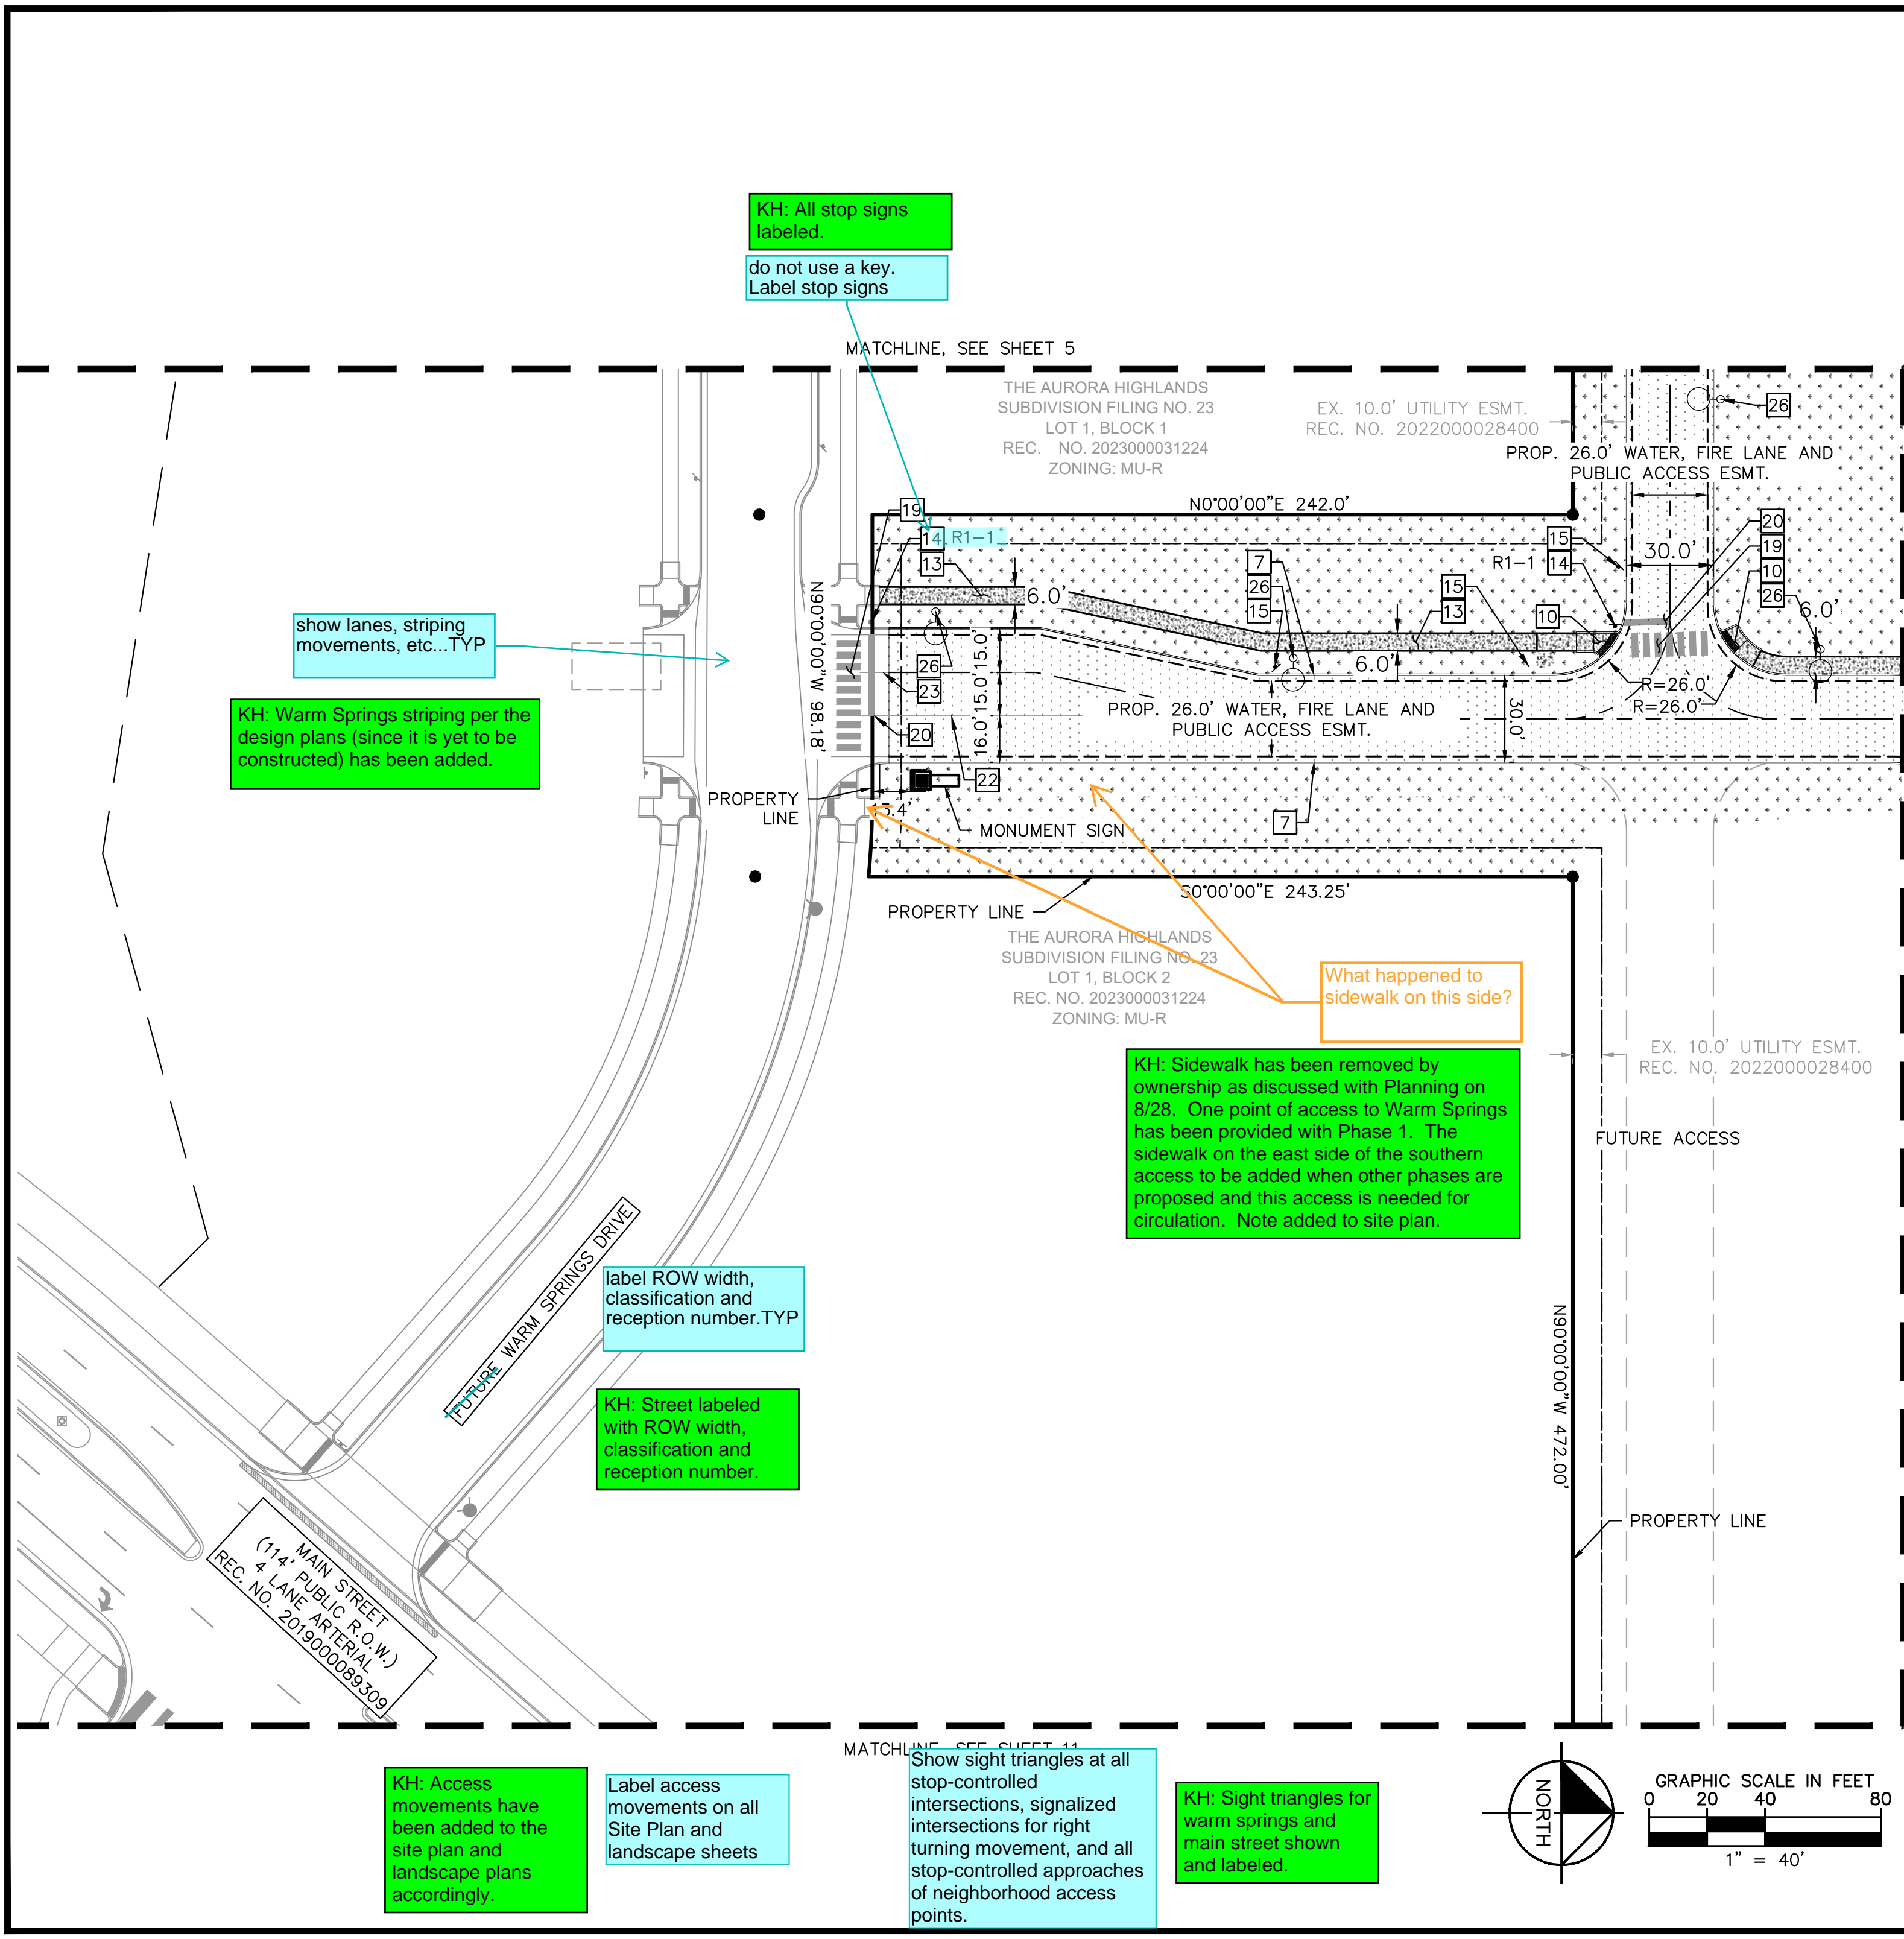 KH: All stop signs
labeled.
do not use a key.
Label stop signs
MATCHLINE, SEE SHEET 5
THE AURORA HIGHLANDS
SUBDIVISION FILING NO. 23
LOT 1, BLOCK 1
REC. NO. 2023000031224
ZONING: MU-R
EX. 10.0' UTILITY ESMT.
REC. NO. 2022000028400
26
PROP. 26.0' WATER, FIRE LANE AND
PUBLIC ACCESS ESMT.
N0°00'00"E 242.0'
19
14 R1-1
13
7
26
15
15
R1-1 14
30.0'
20
19
10
26
15
13
10
6.0'
6.0'
6.0'
N90°00'00"W 98.18'
show lanes, striping
movements, etc...TYP
KH: Warm Springs striping per the
design plans (since it is yet to be
constructed) has been added.
26
23
20
22
15.0'
15.0'
16.0'
PROP. 26.0' WATER, FIRE LANE AND
PUBLIC ACCESS ESMT.
30.0'
R=26.0'
R=26.0'
PROPERTY
LINE
13.4'
MONUMENT SIGN
7
S0°00'00"E 243.25'
PROPERTY LINE
THE AURORA HIGHLANDS
SUBDIVISION FILING NO. 23
LOT 1, BLOCK 2
REC. NO. 2023000031224
ZONING: MU-R
What happened to
sidewalk on this side?
KH: Sidewalk has been removed by
ownership as discussed with Planning on
8/28. One point of access to Warm Springs
has been provided with Phase 1. The
sidewalk on the east side of the southern
access to be added when other phases are
proposed and this access is needed for
circulation. Note added to site plan.
EX. 10.0' UTILITY ESMT.
REC. NO. 2022000028400
FUTURE ACCESS
FUTURE WARM SPRINGS DRIVE
label ROW width,
classification and
reception number.TYP
KH: Street labeled
with ROW width,
classification and
reception number.
N90°00'00"W 472.00'
PROPERTY LINE
MAIN STREET
(114' PUBLIC R.O.W.)
4 LANE ARTERIAL
REC. NO. 2019000089309
MATCHLINE, SEE SHEET 11
KH: Access
movements have
been added to the
site plan and
landscape plans
accordingly.
Label access
movements on all
Site Plan and
landscape sheets
Show sight triangles at all
stop-controlled
intersections, signalized
intersections for right
turning movement, and all
stop-controlled approaches
of neighborhood access
points.
KH: Sight triangles for
warm springs and
main street shown
and labeled.
NORTH
GRAPHIC SCALE IN FEET
0 20 40 80
1" = 40'